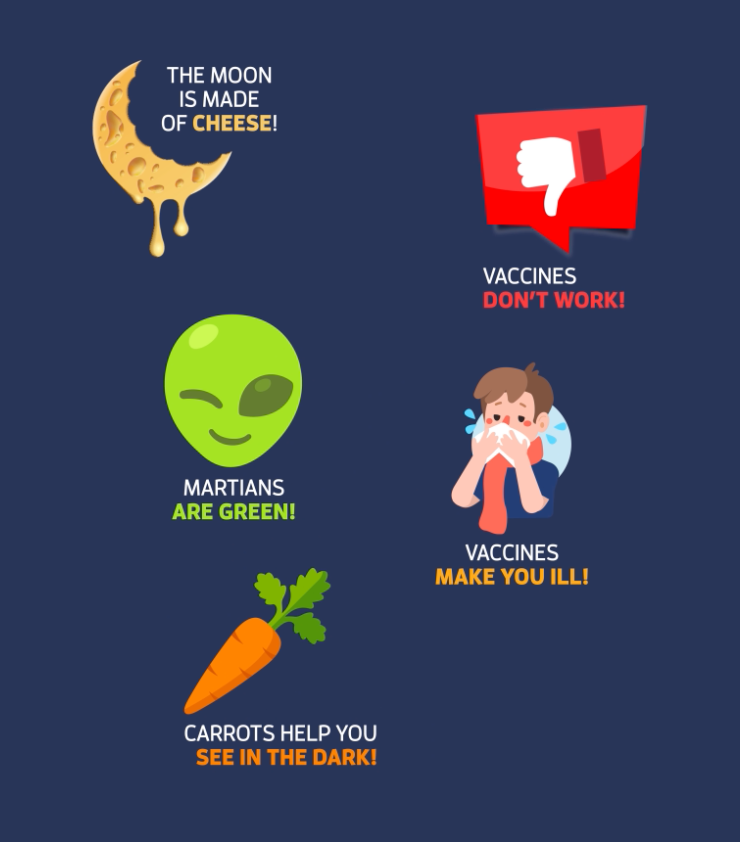 THE MOON
IS MADE
OF CHEESE!
VACCINES
DON'T WORK!
MARTIANS
ARE GREEN!
VACCINES
MAKE YOU ILL!
CARROTS HELP YOU
SEE IN THE DARK!